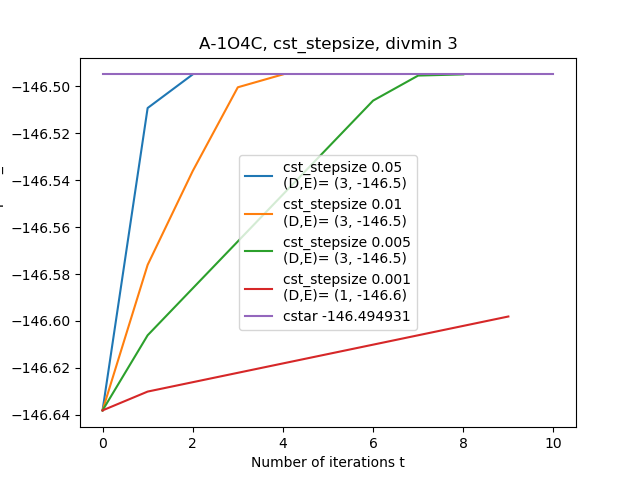 A-1O4C, cst_stepsize, divmin 3
−146.50
−146.52
−146.54
−146.56
−146.58
−146.60
−146.62
−146.64
cst_stepsize 0.05
(D,E)= (3, -146.5)
cst_stepsize 0.01
(D,E)= (3, -146.5)
cst_stepsize 0.005
(D,E)= (3, -146.5)
cst_stepsize 0.001
(D,E)= (1, -146.6)
cstar -146.494931
0 2 4 6 8 10
Number of iterations t